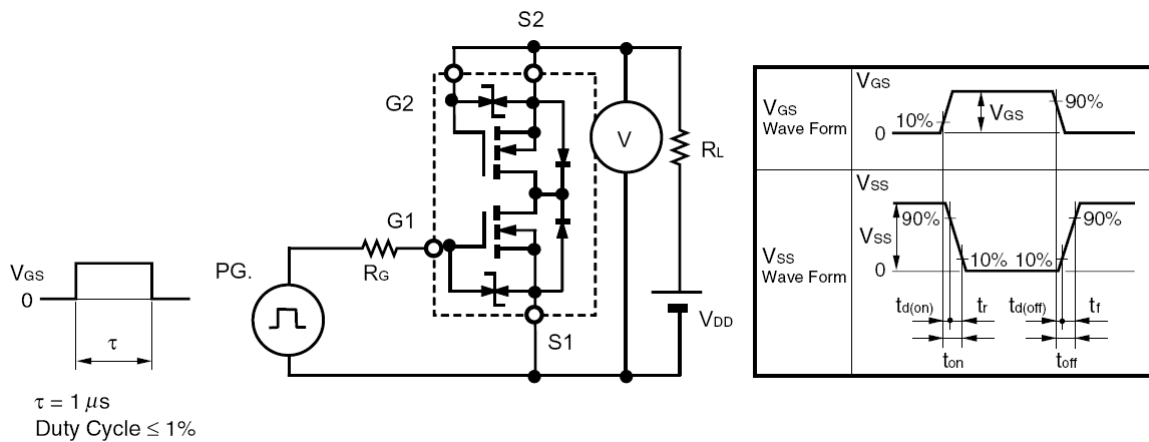 S2
G2
V
RL
G1
PG.
RG
VGS
0
τ
VDD
S1
τ = 1 μs
Duty Cycle ≤ 1%
VGS
Wave Form
VGS
10%
VGS
90%
0
VSS
Wave Form
VSS
90%
VSS
10%
10%
90%
0
td(on)
tr
td(off)
tf
ton
toff